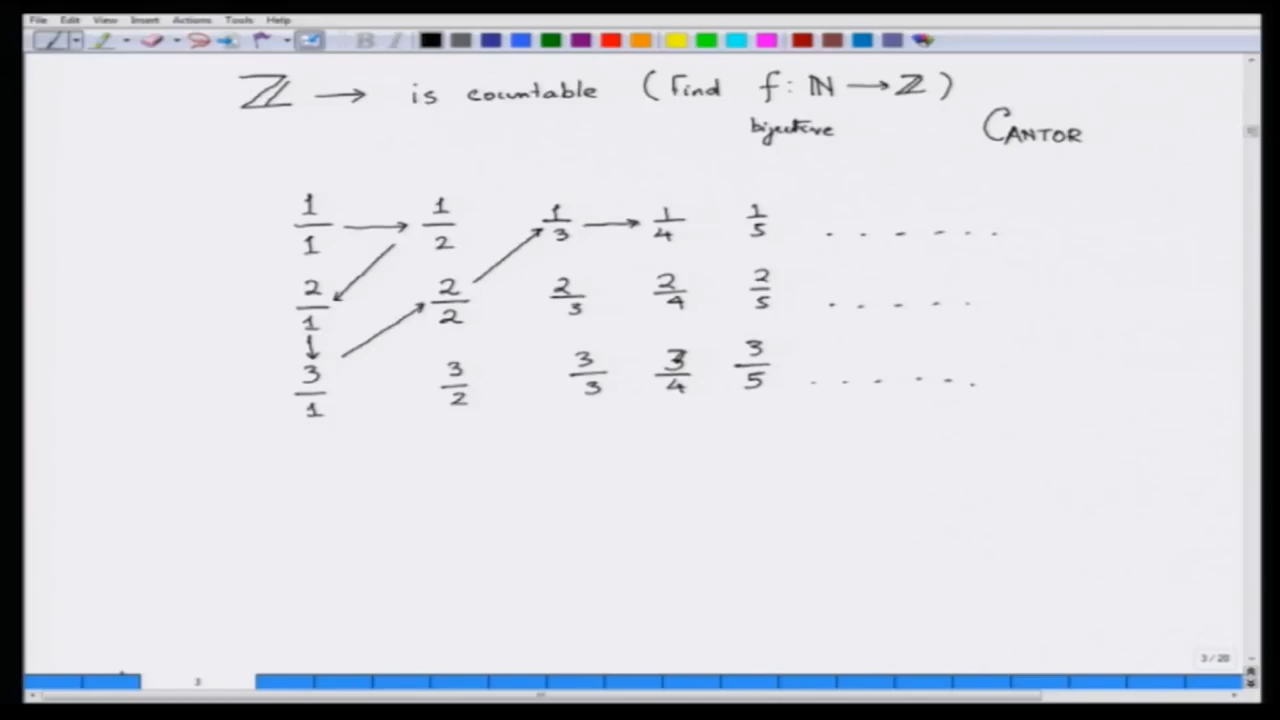 File Edit View Insert Actions Tools Help
B I
ℤ → is countable (Find f: ℕ → ℤ)
bijective
CANTOR
1/1 → 1/2 1/3 → 1/4 1/5 . . . . . .
2/1 2/2 2/3 2/4 2/5 . . . . .
3/1 3/2 3/3 3/4 3/5 . . . . . .
3 / 20
3